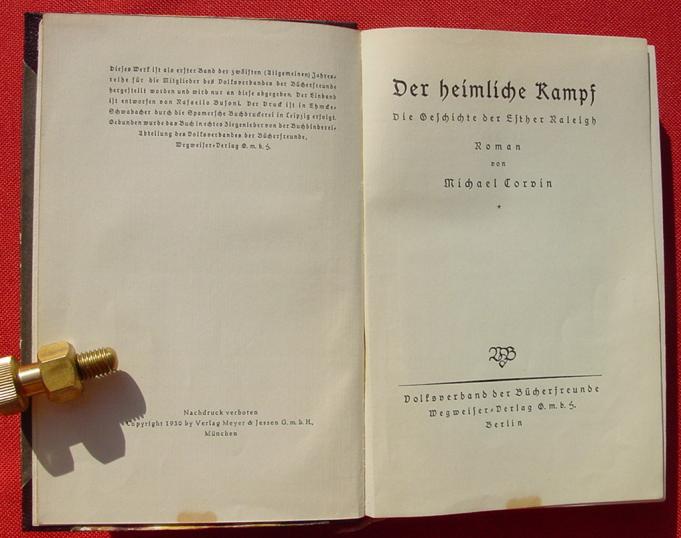 Dieses Werk ist als erster Band der zwölften (Allgemeinen) Jahres-
reihe für die Mitglieder des Volksverbandes der Bücherfreunde
hergestellt worden und wird nur an diese abgegeben. Der Einband
ist entworfen von Rafaello Busoni. Der Druck ist in Ehmcke-
Schwabacher durch die Spamersche Buchdruckerei in Leipzig erfolgt.
Gebunden wurde das Buch in echtes Ziegenleder von der Buchbinderei-
Abteilung des Volksverbandes der Bücherfreunde,
Wegweiser-Verlag G. m. b. H.
Nachdruck verboten
Copyright 1930 by Verlag Meyer & Jessen G. m. b. H.,
München
Der heimliche Kampf
Die Geschichte der Esther Raleigh
Roman
von
Michael Corvin
*
VB
Volksverband der Bücherfreunde
Wegweiser-Verlag G. m. b. H.
Berlin